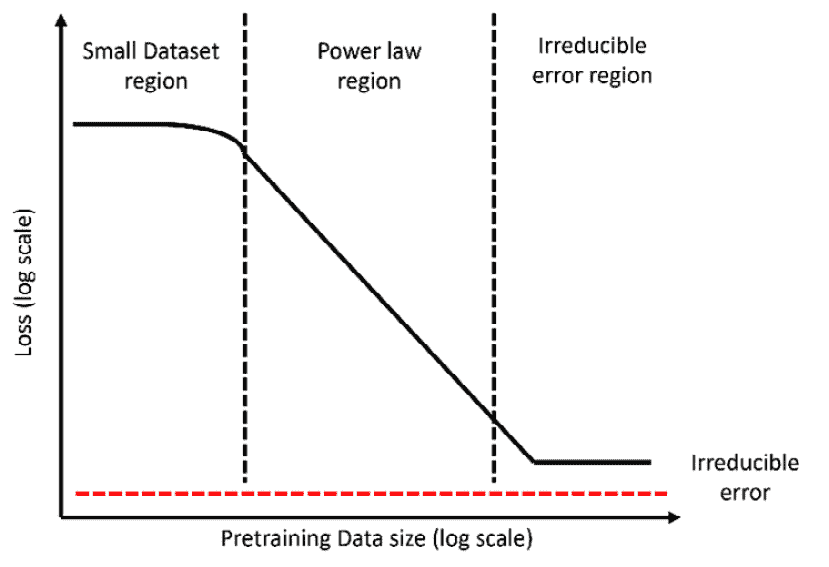 Small Dataset
region
Power law
region
Irreducible
error region
Loss (log scale)
Irreducible
error
Pretraining Data size (log scale)